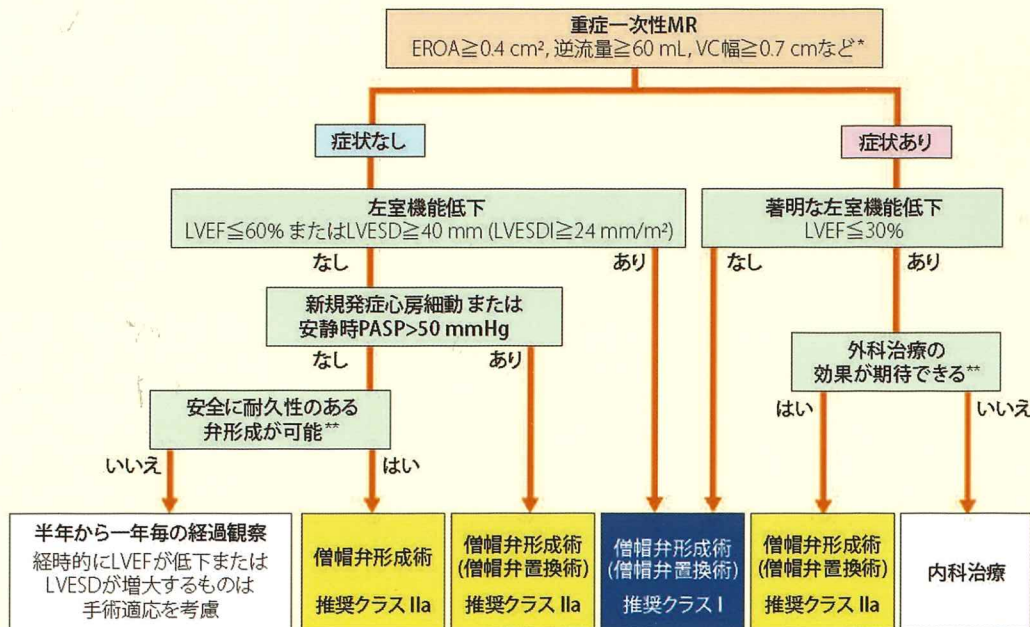 重症一次性MR
EROA≧0.4 cm², 逆流量≧60 mL, VC幅≧0.7 cmなど*
症状なし
症状あり
左室機能低下
LVEF≦60% またはLVESD≧40 mm (LVESDI≧24 mm/m²)
著明な左室機能低下
LVEF≦30%
なし
あり
なし
あり
新規発症心房細動 または
安静時PASP>50 mmHg
なし
あり
外科治療の
効果が期待できる**
はい
いいえ
安全に耐久性のある
弁形成が可能**
いいえ
はい
半年から一年毎の経過観察
経時的にLVEFが低下または
LVESDが増大するものは
手術適応を考慮
僧帽弁形成術
推奨クラス IIa
僧帽弁形成術
(僧帽弁置換術)
推奨クラス IIa
僧帽弁形成術
(僧帽弁置換術)
推奨クラス I
僧帽弁形成術
(僧帽弁置換術)
推奨クラス IIa
内科治療